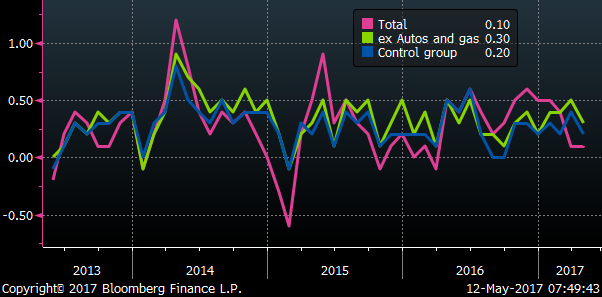 Total 0.10
ex Autos and gas 0.30
Control group 0.20
1.00
0.50
0.00
-0.50
2013 2014 2015 2016 2017
Copyright© 2017 Bloomberg Finance L.P. 12-May-2017 07:49:43